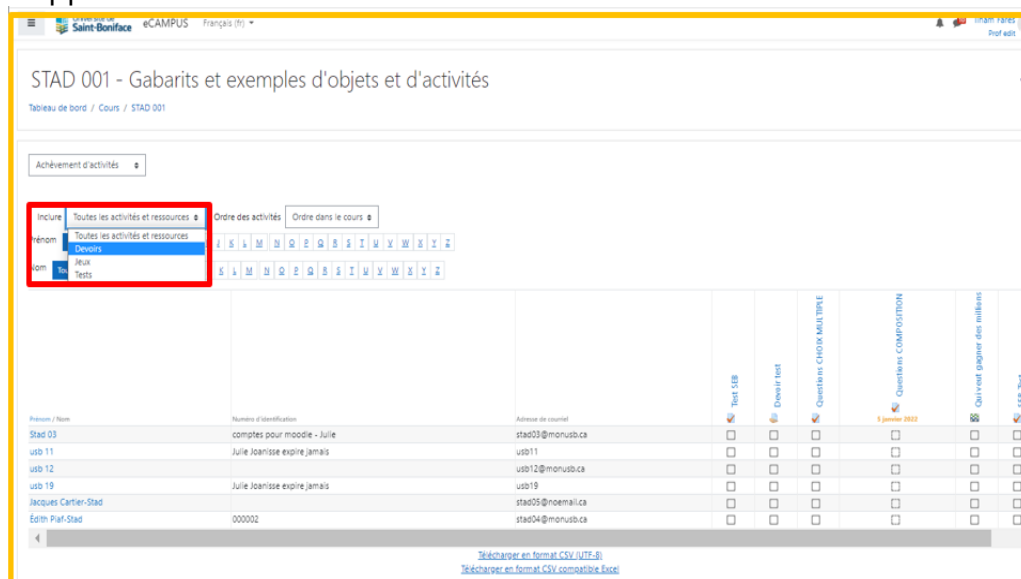 Université de
Saint-Boniface eCAMPUS Français (fr)
Prof edit
STAD 001 - Gabarits et exemples d'objets et d'activités
Tableau de bord / Cours / STAD 001
Achèvement d'activités
Inclure Toutes les activités et ressources Ordre des activités Ordre dans le cours
Toutes les activités et ressources
Devoirs
Jeux
Tests
Prénom J K L M N O P Q R S T U V W X Y Z
Nom Tou K L M N O P Q R S T U V W X Y Z
Test SEB
Devoir test
Questions CHOIX MULTIPLE
Questions COMPOSITION
5 janvier 2022
Qui veut gagner des millions
SEB Test
Prénom / Nom Numéro d'identification Adresse de courriel
Stad 03 comptes pour moodle - Julie stad03@monusb.ca
usb 11 Julie Joanisse expire jamais usb11
usb 12 usb12@monusb.ca
usb 19 Julie Joanisse expire jamais usb19
Jacques Cartier-Stad stad05@noemail.ca
Édith Piaf-Stad 000002 stad04@monusb.ca
Télécharger en format CSV (UTF-8)
Télécharger en format CSV compatible Excel